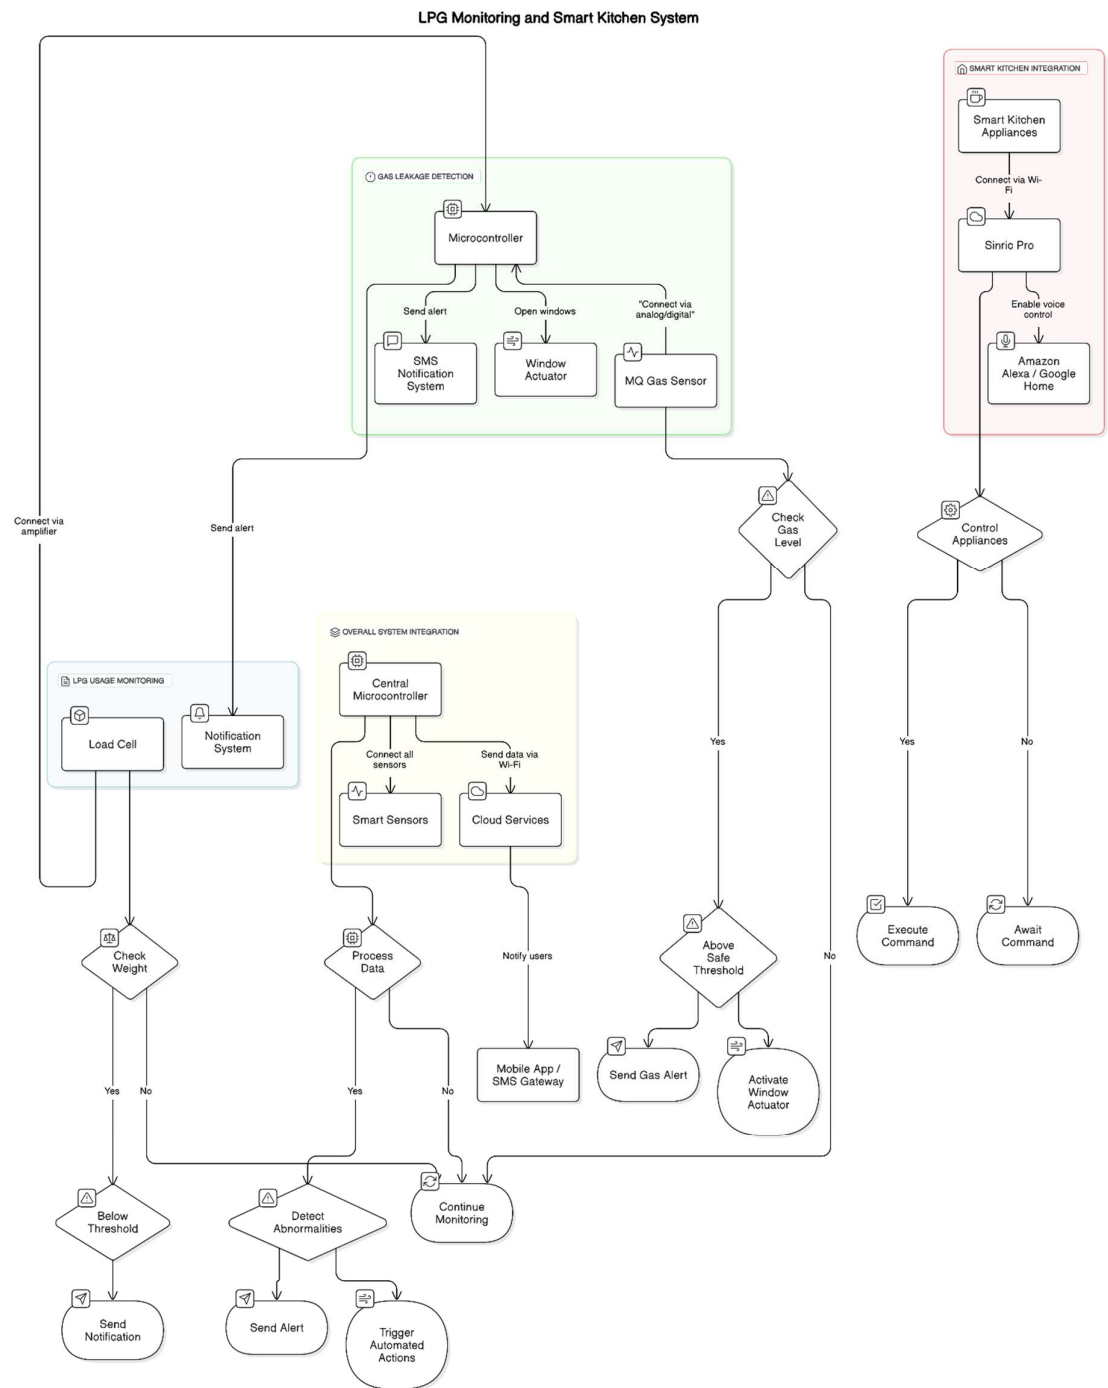 LPG Monitoring and Smart Kitchen System
SMART KITCHEN INTEGRATION
Smart Kitchen
Appliances
Connect via Wi-
Fi
Sinric Pro
Enable voice
control
Amazon
Alexa / Google
Home
GAS LEAKAGE DETECTION
Microcontroller
Send alert
Open windows
"Connect via
analog/digital"
SMS
Notification
System
Window
Actuator
MQ Gas Sensor
Connect via
amplifier
Send alert
Check
Gas
Level
Control
Appliances
OVERALL SYSTEM INTEGRATION
Central
Microcontroller
Connect all
sensors
Send data via
Wi-Fi
Smart Sensors
Cloud Services
LPG USAGE MONITORING
Load Cell
Notification
System
Yes
Yes
No
Check
Weight
Process
Data
Notify users
Above
Safe
Threshold
No
Execute
Command
Await
Command
Mobile App /
SMS Gateway
Send Gas Alert
Activate
Window
Actuator
Yes
No
Yes
No
Below
Threshold
Detect
Abnormalities
Continue
Monitoring
Send
Notification
Send Alert
Trigger
Automated
Actions